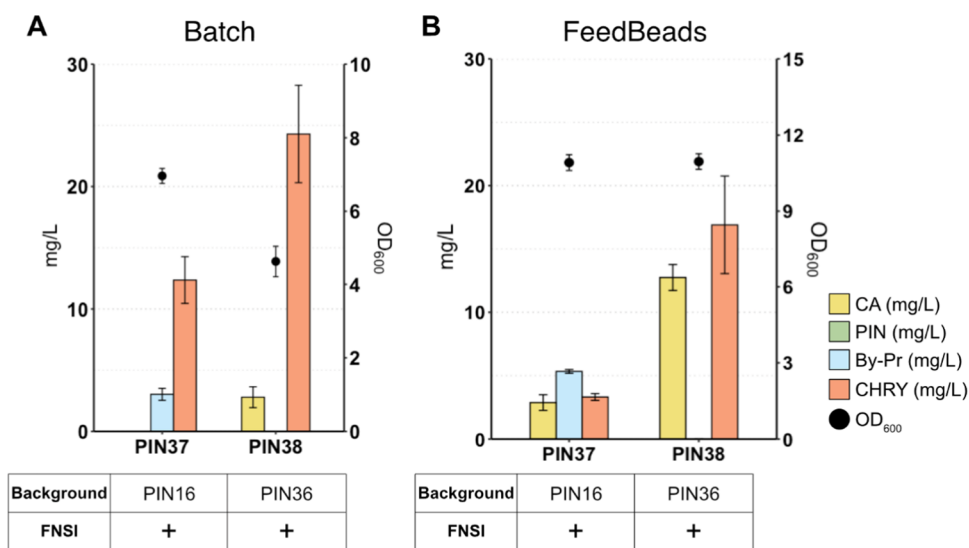 A Batch
30
20
10
0
mg/L
10
8
6
4
2
0
OD600
PIN37 PIN38
Background PIN16 PIN36
FNSI + +
B FeedBeads
30
20
10
0
mg/L
15
12
9
6
3
0
OD600
PIN37 PIN38
Background PIN16 PIN36
FNSI + +
CA (mg/L)
PIN (mg/L)
By-Pr (mg/L)
CHRY (mg/L)
OD600